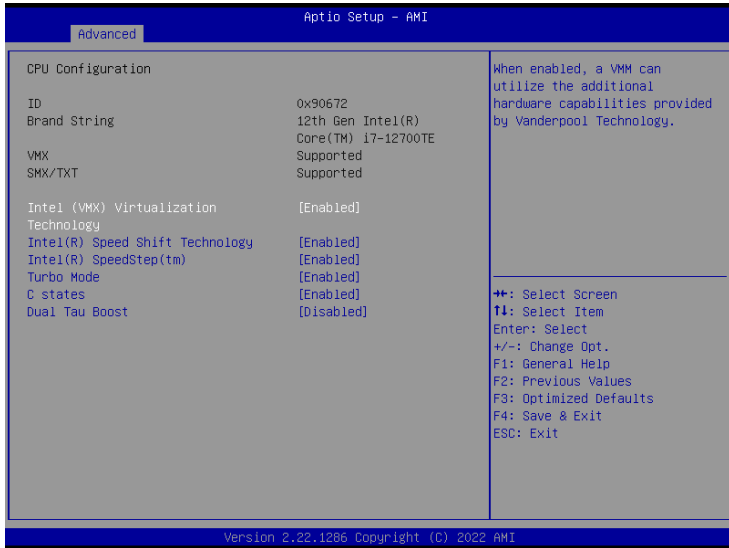 Aptio Setup – AMI
Advanced
CPU Configuration
ID 0x90672
Brand String 12th Gen Intel(R)
Core(TM) i7-12700TE
VMX Supported
SMX/TXT Supported
Intel (VMX) Virtualization [Enabled]
Technology
Intel(R) Speed Shift Technology [Enabled]
Intel(R) SpeedStep(tm) [Enabled]
Turbo Mode [Enabled]
C states [Enabled]
Dual Tau Boost [Disabled]
When enabled, a VMM can
utilize the additional
hardware capabilities provided
by Vanderpool Technology.
→←: Select Screen
↑↓: Select Item
Enter: Select
+/-: Change Opt.
F1: General Help
F2: Previous Values
F3: Optimized Defaults
F4: Save & Exit
ESC: Exit
Version 2.22.1286 Copyright (C) 2022 AMI